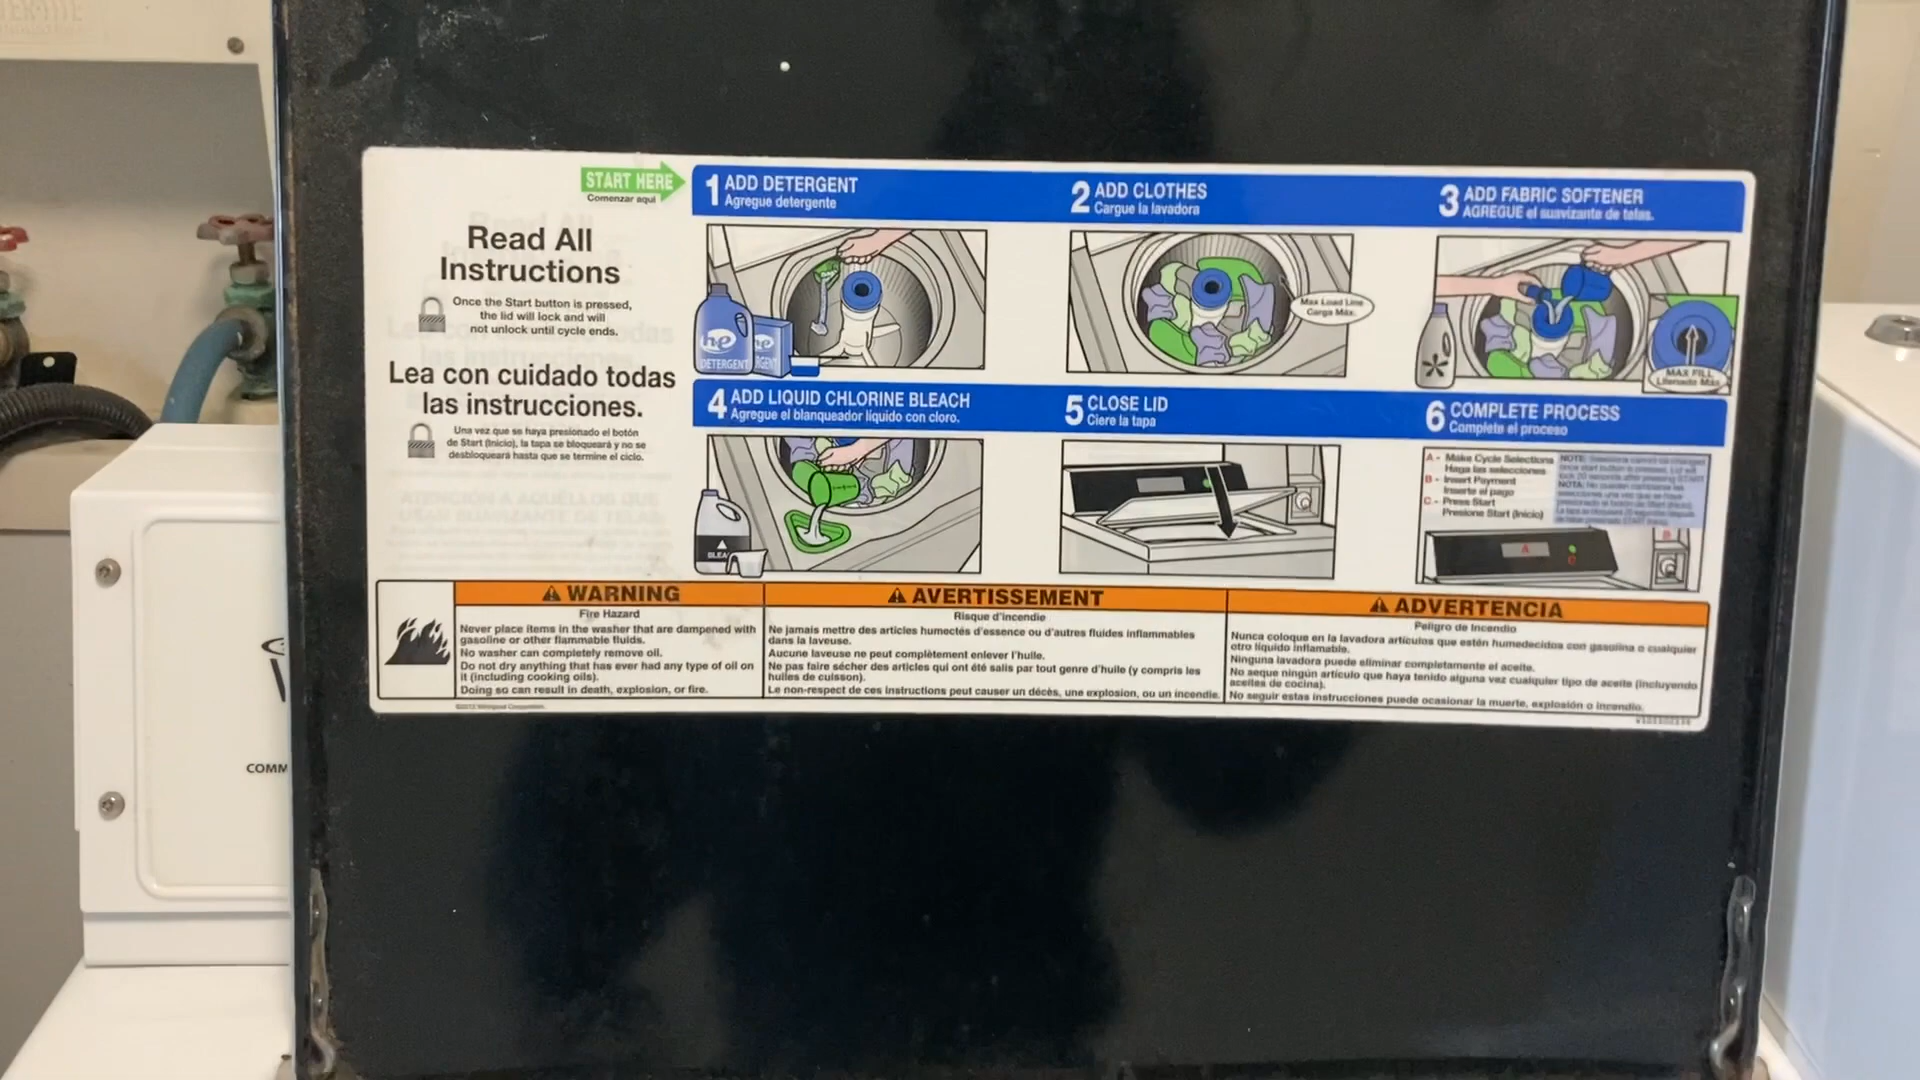 START HERE
Comenzar aquí
Read All
Instructions
Once the Start button is pressed,
the lid will lock and will
not unlock until cycle ends.
Lea con cuidado todas
las instrucciones.
Una vez que se haya presionado el botón
de Start (Inicio), la tapa se bloqueará y no se
desbloqueará hasta que se termine el ciclo.
1 ADD DETERGENT
Agregue detergente
he
DETERGENT
2 ADD CLOTHES
Cargue la lavadora
Max Load Line
Carga Máx.
3 ADD FABRIC SOFTENER
AGREGUE el suavizante de telas.
MAX FILL
Llenado Máx.
4 ADD LIQUID CHLORINE BLEACH
Agregue el blanqueador líquido con cloro.
BLEA
5 CLOSE LID
Ciere la tapa
6 COMPLETE PROCESS
Complete el proceso
A - Make Cycle Selections
Haga las selecciones
B - Insert Payment
Inserte el pago
C - Press Start
Presione Start (Inicio)
NOTE:
NOTA:
A
B
C
WARNING
Fire Hazard
Never place items in the washer that are dampened with
gasoline or other flammable fluids.
No washer can completely remove oil.
Do not dry anything that has ever had any type of oil on
it (including cooking oils).
Doing so can result in death, explosion, or fire.
AVERTISSEMENT
Risque d'incendie
Ne jamais mettre des articles humectés d'essence ou d'autres fluides inflammables
dans la laveuse.
Aucune laveuse ne peut complètement enlever l'huile.
Ne pas faire sécher des articles qui ont été salis par tout genre d'huile (y compris les
huiles de cuisson).
Le non-respect de ces instructions peut causer un décès, une explosion, ou un incendie.
ADVERTENCIA
Peligro de Incendio
Nunca coloque en la lavadora artículos que estén humedecidos con gasolina o cualquier
otro líquido inflamable.
Ninguna lavadora puede eliminar completamente el aceite.
No seque ningún artículo que haya tenido alguna vez cualquier tipo de aceite (incluyendo
aceites de cocina).
No seguir estas instrucciones puede ocasionar la muerte, explosión o incendio.
©2012 Whirlpool Corporation.
COMM